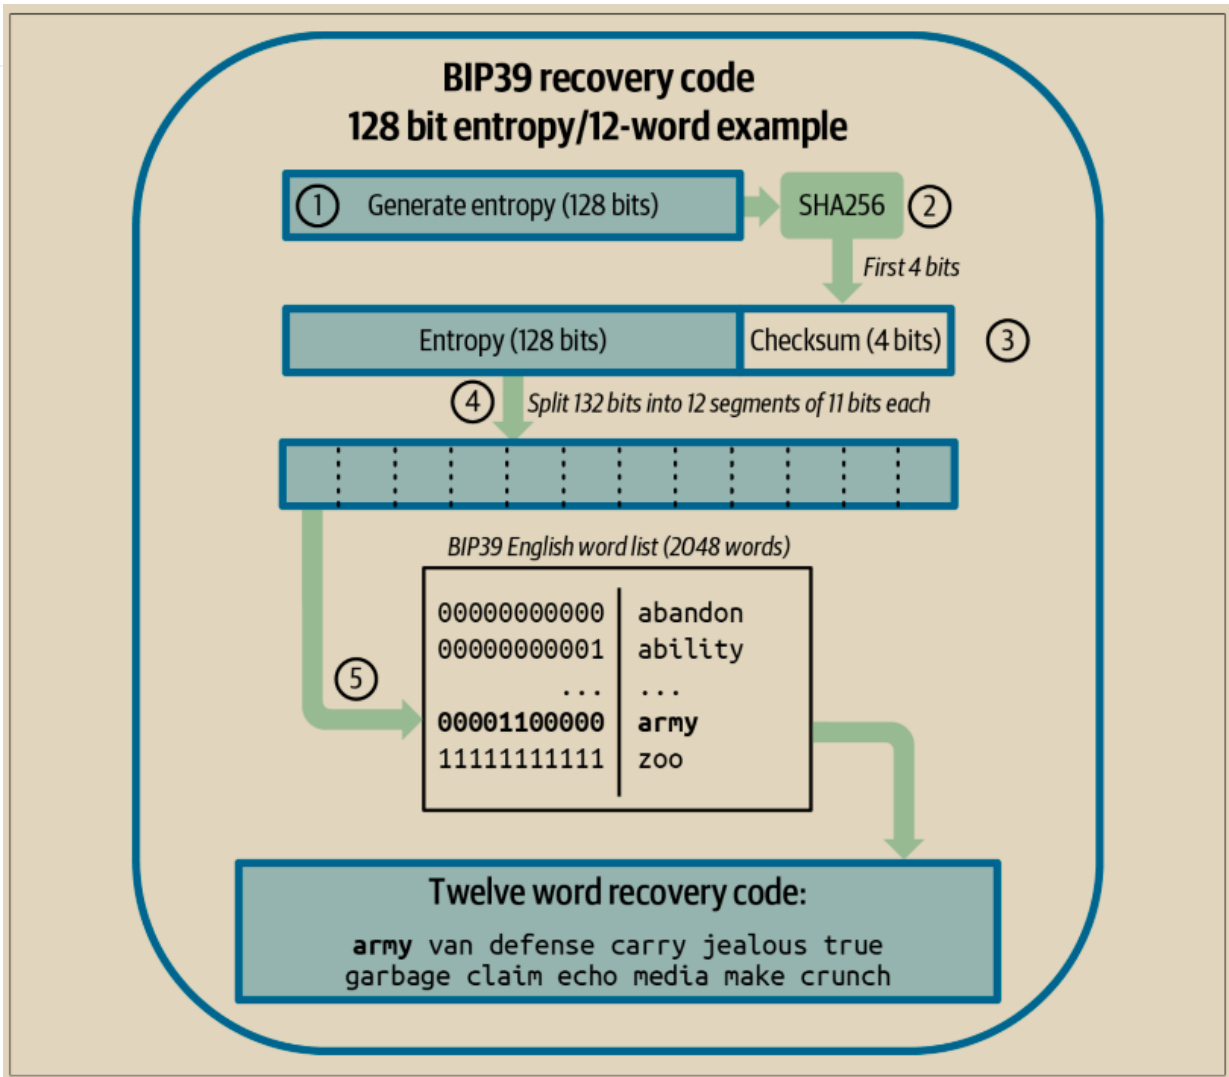 BIP39 recovery code
128 bit entropy/12-word example
1 Generate entropy (128 bits) SHA256 2
First 4 bits
Entropy (128 bits) Checksum (4 bits) 3
4 Split 132 bits into 12 segments of 11 bits each
BIP39 English word list (2048 words)
00000000000 abandon
00000000001 ability
... ...
5
00001100000 army
11111111111 zoo
Twelve word recovery code:
army van defense carry jealous true
garbage claim echo media make crunch